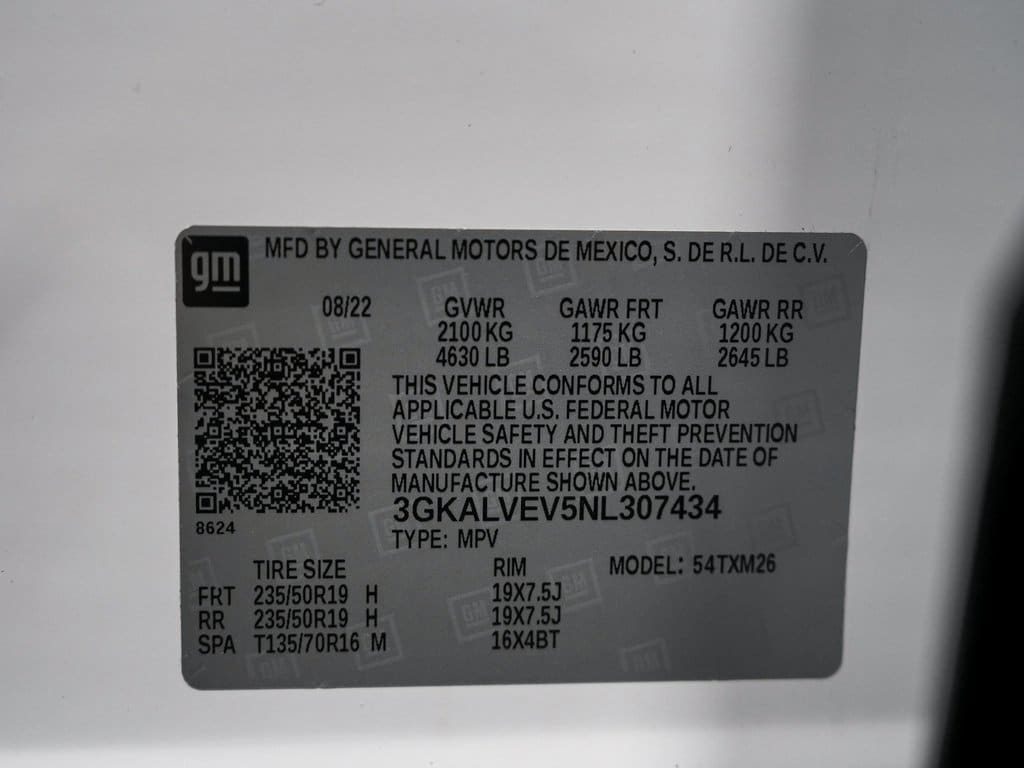 gm MFD BY GENERAL MOTORS DE MEXICO, S. DE R.L. DE C.V.
08/22 GVWR GAWR FRT GAWR RR
2100 KG 1175 KG 1200 KG
4630 LB 2590 LB 2645 LB
THIS VEHICLE CONFORMS TO ALL
APPLICABLE U.S. FEDERAL MOTOR
VEHICLE SAFETY AND THEFT PREVENTION
STANDARDS IN EFFECT ON THE DATE OF
MANUFACTURE SHOWN ABOVE.
3GKALVEV5NL307434
8624
TYPE: MPV
TIRE SIZE RIM MODEL: 54TXM26
FRT 235/50R19 H 19X7.5J
RR 235/50R19 H 19X7.5J
SPA T135/70R16 M 16X4BT